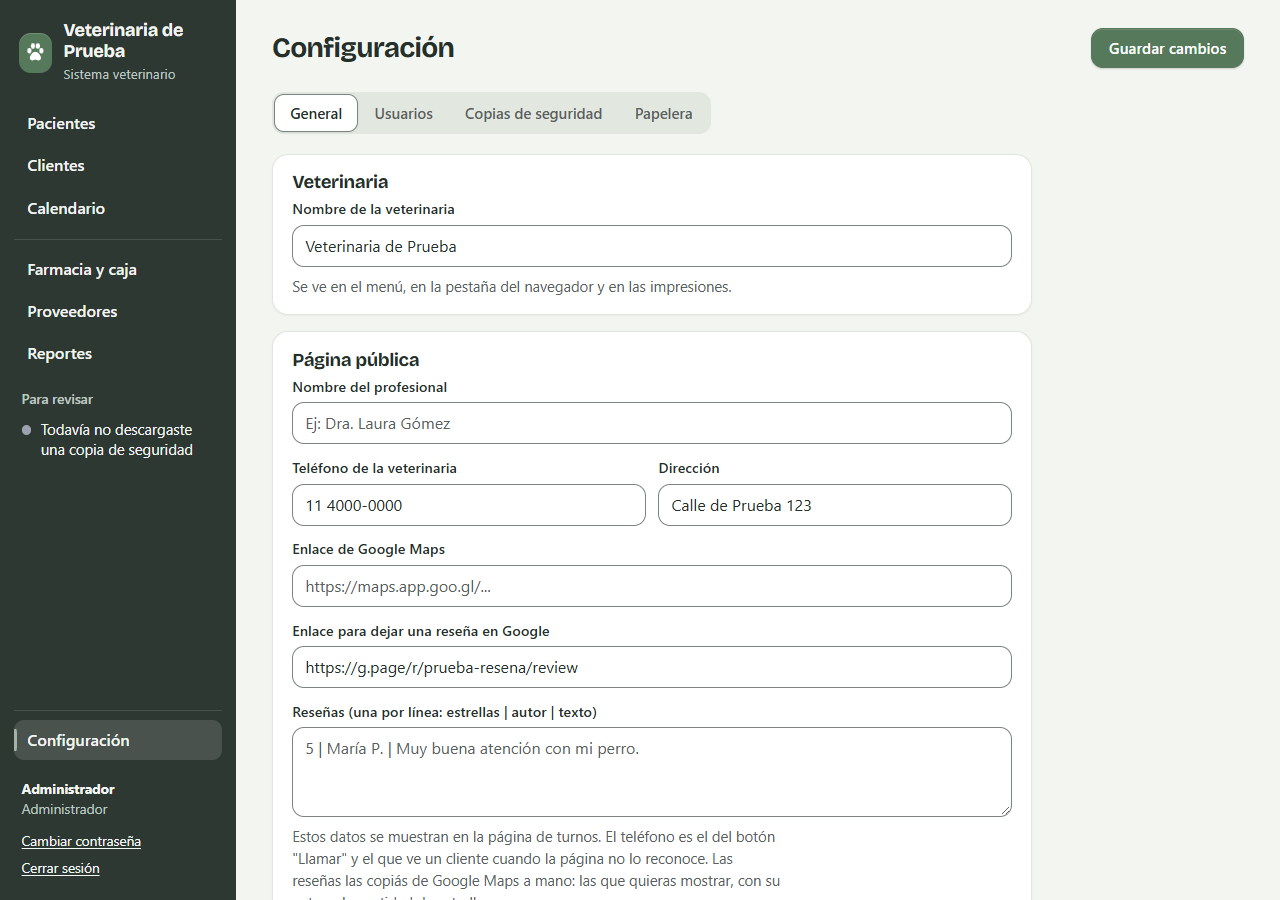 Veterinaria de
Prueba
Sistema veterinario
Pacientes
Clientes
Calendario
Farmacia y caja
Proveedores
Reportes
Para revisar
Todavía no descargaste
una copia de seguridad
Configuración
Administrador
Administrador
Cambiar contraseña
Cerrar sesión
Configuración
Guardar cambios
General
Usuarios
Copias de seguridad
Papelera
Veterinaria
Nombre de la veterinaria
Veterinaria de Prueba
Se ve en el menú, en la pestaña del navegador y en las impresiones.
Página pública
Nombre del profesional
Ej: Dra. Laura Gómez
Teléfono de la veterinaria
Dirección
11 4000-0000
Calle de Prueba 123
Enlace de Google Maps
https://maps.app.goo.gl/...
Enlace para dejar una reseña en Google
https://g.page/r/prueba-resena/review
Reseñas (una por línea: estrellas | autor | texto)
5 | María P. | Muy buena atención con mi perro.
Estos datos se muestran en la página de turnos. El teléfono es el del botón
"Llamar" y el que ve un cliente cuando la página no lo reconoce. Las
reseñas las copiás de Google Maps a mano: las que quieras mostrar, con su